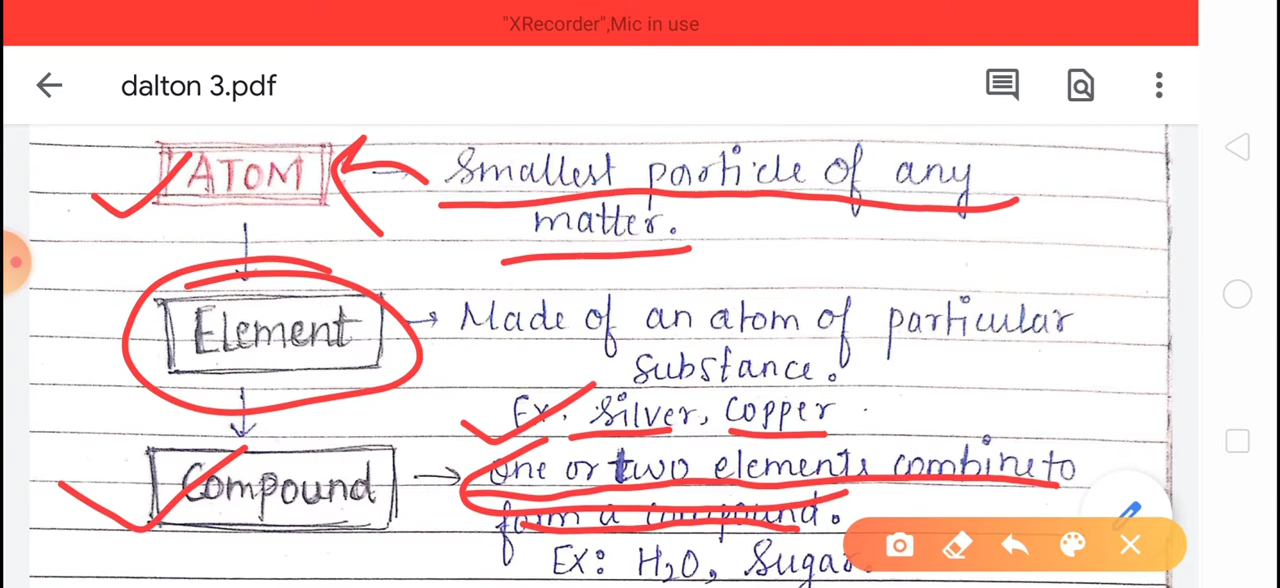 "XRecorder",Mic in use
dalton 3.pdf
ATOM → Smallest particle of any
matter.
Element → Made of an atom of particular
substance.
Ex. Silver, Copper.
Compound → One or two elements combine to
form a compound.
Ex: H₂O, Sugar.